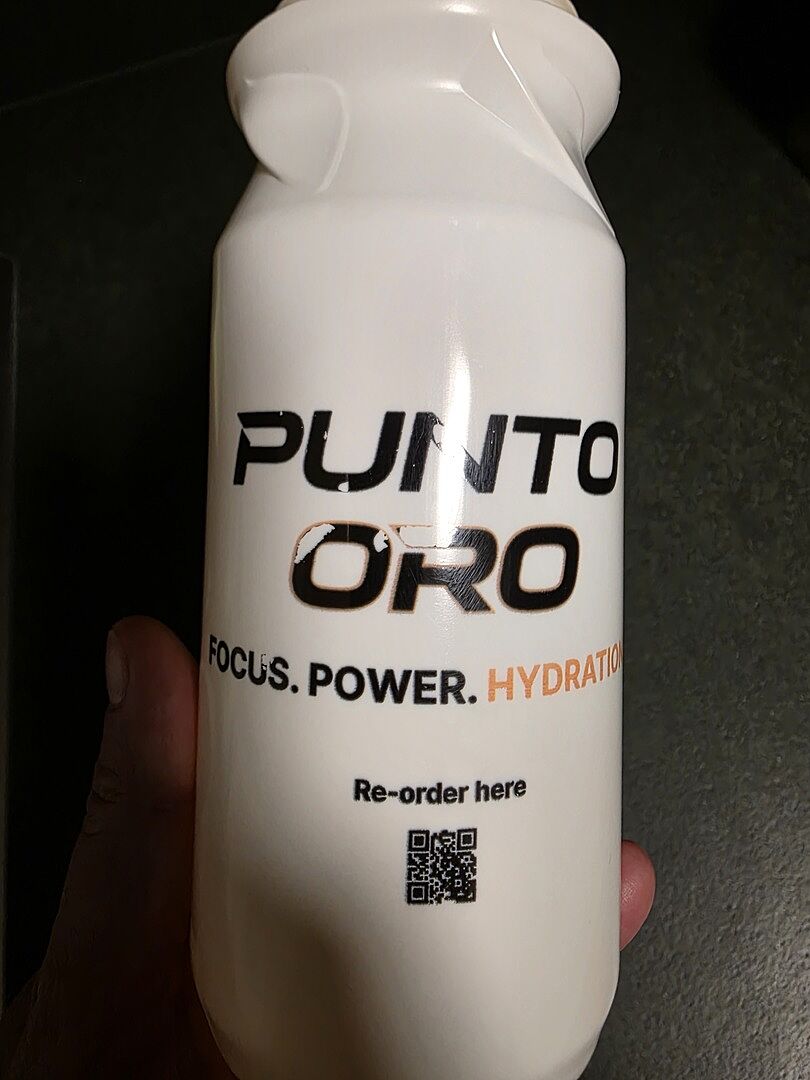 PUNTO
ORO
FOCUS. POWER. HYDRATION
Re-order here